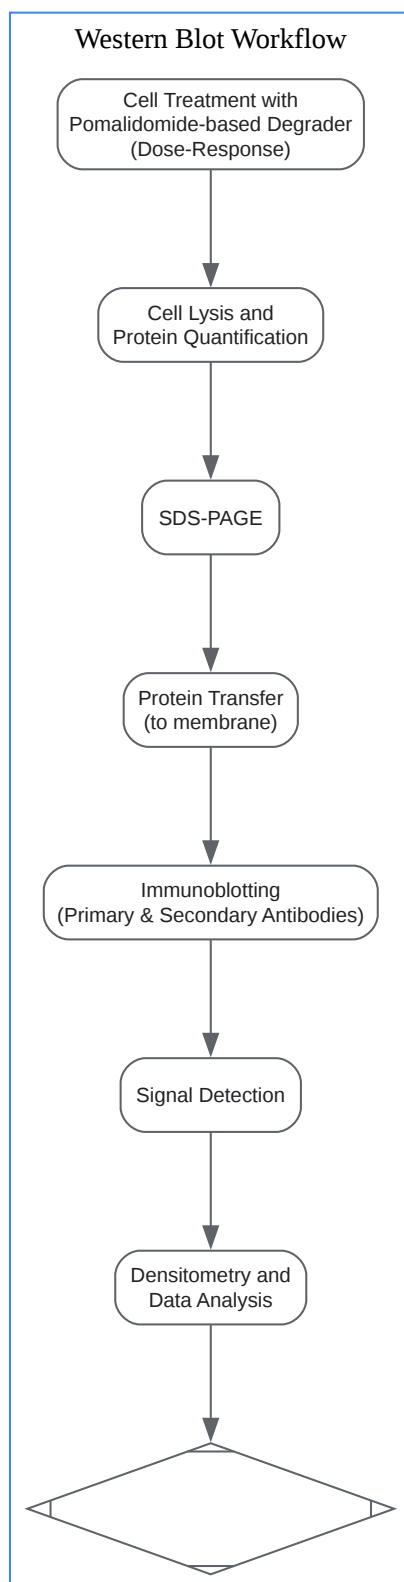 Western Blot Workflow
Cell Treatment with
Pomalidomide-based Degrader
(Dose-Response)
Cell Lysis and
Protein Quantification
SDS-PAGE
Protein Transfer
(to membrane)
Immunoblotting
(Primary & Secondary Antibodies)
Signal Detection
Densitometry and
Data Analysis